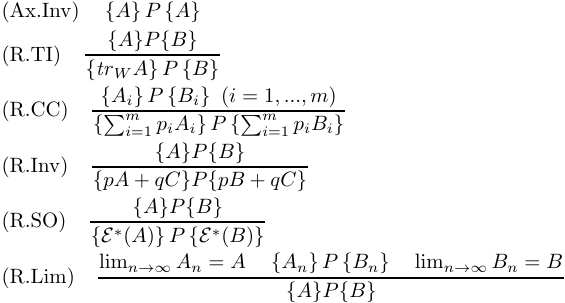 (Ax.Inv) {A} P {A}
(R.TI) {A}P{B}
{tr_W A} P {B}
(R.CC) {A_i} P {B_i} (i = 1, ..., m)
{∑_{i=1}^m p_i A_i} P {∑_{i=1}^m p_i B_i}
(R.Inv) {A}P{B}
{pA + qC}P{pB + qC}
(R.SO) {A}P{B}
{ℰ*(A)} P {ℰ*(B)}
(R.Lim) lim_{n→∞} A_n = A {A_n} P {B_n} lim_{n→∞} B_n = B
{A}P{B}